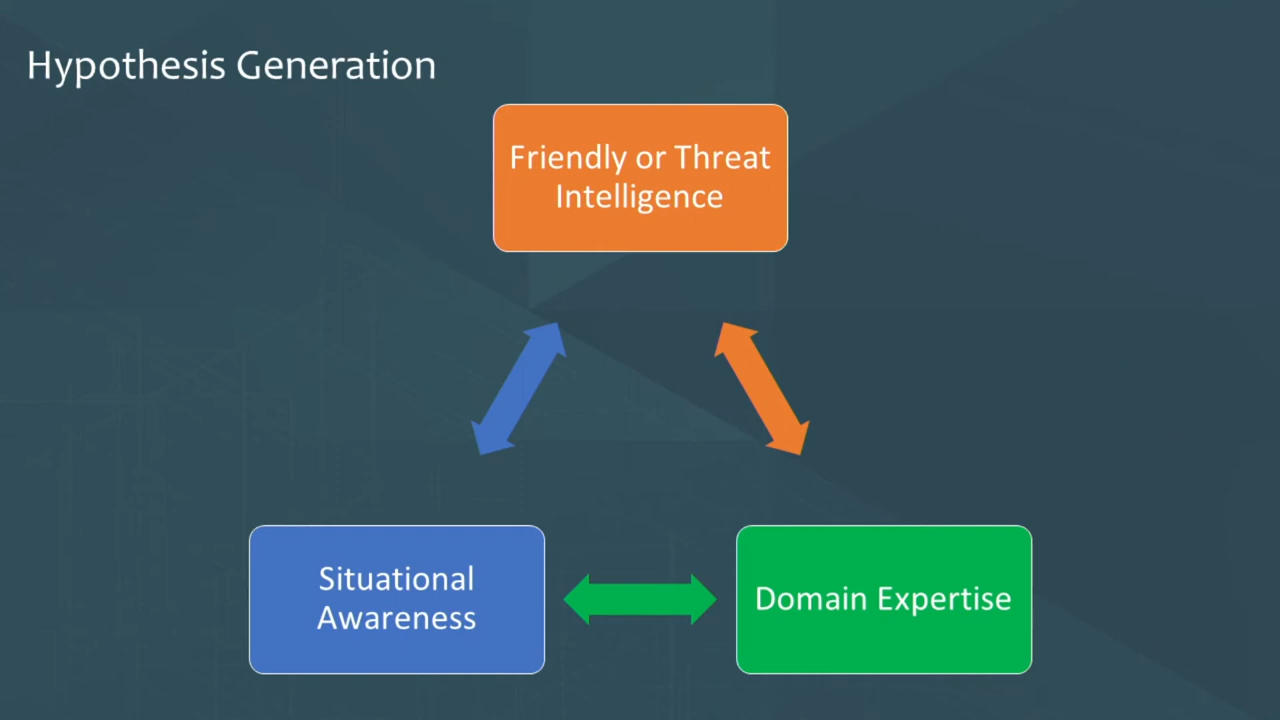 Hypothesis Generation
Friendly or Threat
Intelligence
Situational
Awareness
Domain Expertise